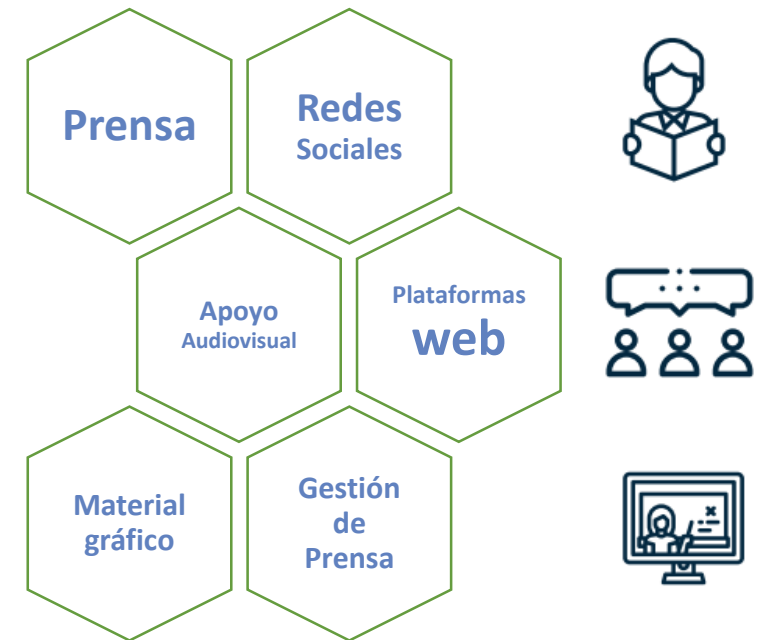 Prensa
Redes
Sociales
Apoyo
Audiovisual
Plataformas
web
Material
gráfico
Gestión
de
Prensa